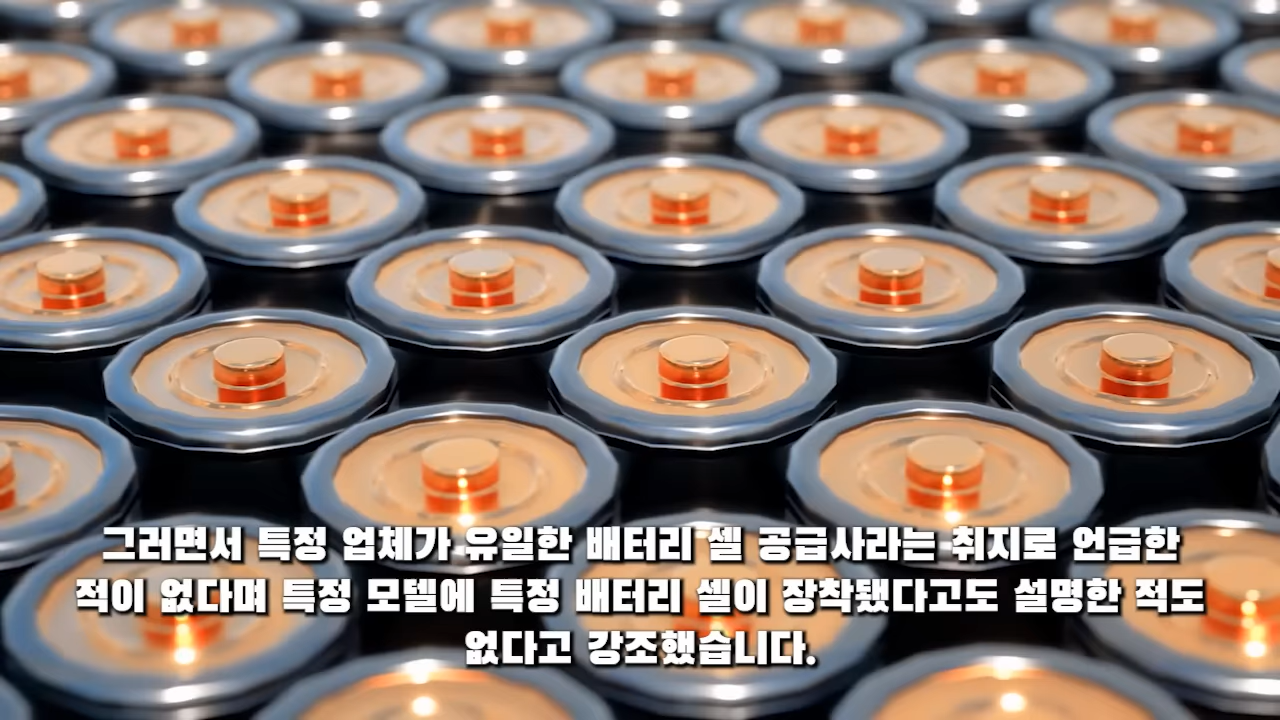 그러면서 특정 업체가 유일한 배터리 셀 공급사라는 취지로 언급한
적이 없다며 특정 모델에 특정 배터리 셀이 장착됐다고도 설명한 적도
없다고 강조했습니다.